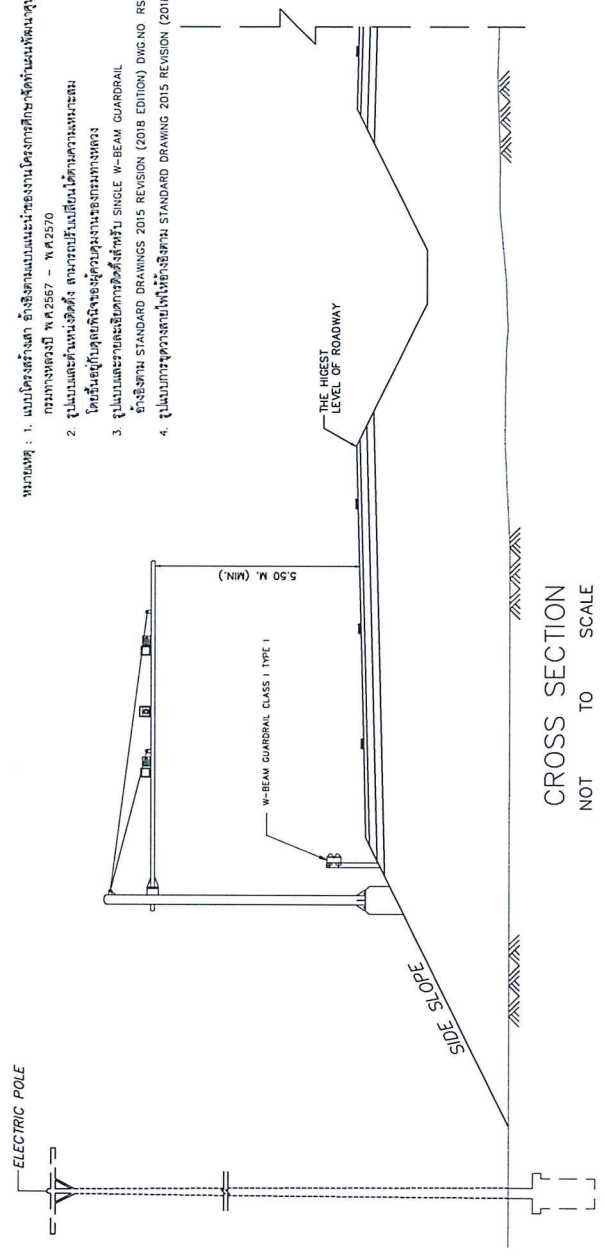 หมายเหตุ : 1. แบบโครงสร้างเสา อ้างอิงตามแบบแนะนำของงานโครงการศึกษาจัดทำแผนพัฒนาศูน
กรมทางหลวงปี พ.ศ.2567 - พ.ศ.2570
2. รูปแบบและตำแหน่งติดตั้ง สามารถปรับเปลี่ยนได้ตามความเหมาะสม
โดยขึ้นอยู่กับดุลยพินิจของผู้ควบคุมงานของกรมทางหลวง
3. รูปแบบและรายละเอียดการติดตั้งสำหรับ SINGLE W-BEAM GUARDRAIL
อ้างอิงตาม STANDARD DRAWINGS 2015 REVISION (2018 EDITION) DWG.NO. RS
4. รูปแบบการขุดวางสายไฟให้อ้างอิงตาม STANDARD DRAWING 2015 REVISION (2018
ELECTRIC POLE
5.50 M. (MIN.)
W-BEAM GUARDRAIL CLASS I TYPE I
THE HIGEST
LEVEL OF ROADWAY
SIDE SLOPE
CROSS SECTION
NOT TO SCALE